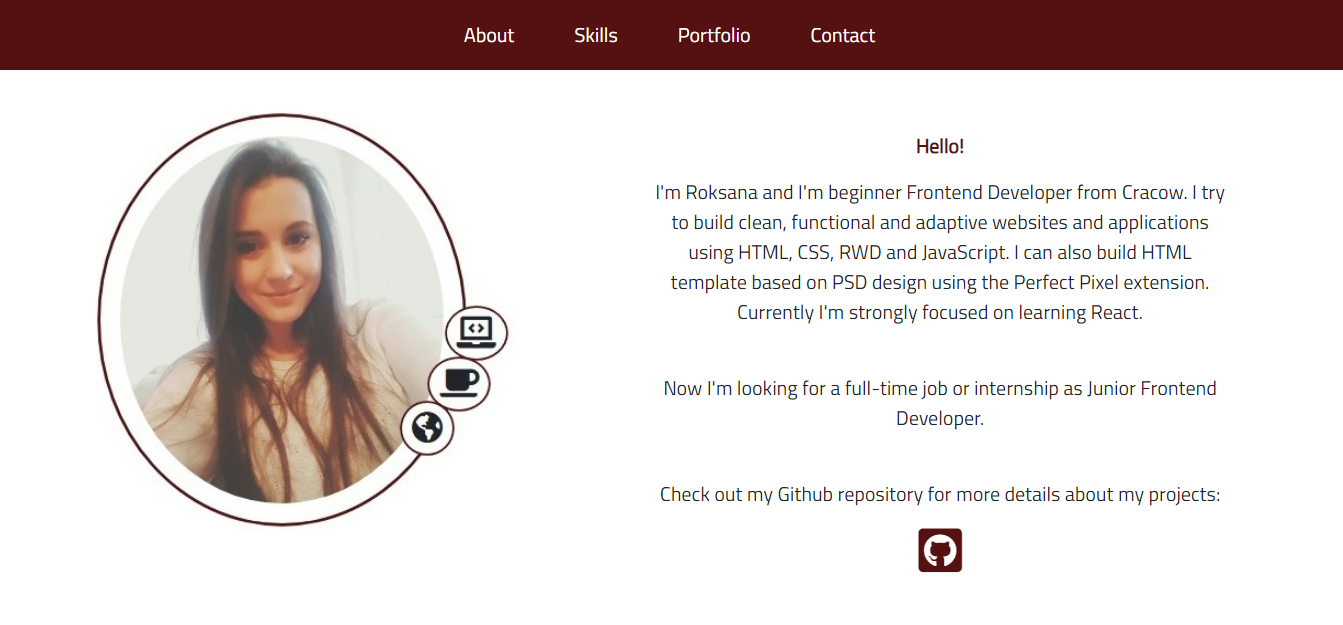 About Skills Portfolio Contact
Hello!
I'm Roksana and I'm beginner Frontend Developer from Cracow. I try
to build clean, functional and adaptive websites and applications
using HTML, CSS, RWD and JavaScript. I can also build HTML
template based on PSD design using the Perfect Pixel extension.
Currently I'm strongly focused on learning React.
Now I'm looking for a full-time job or internship as Junior Frontend
Developer.
Check out my Github repository for more details about my projects: